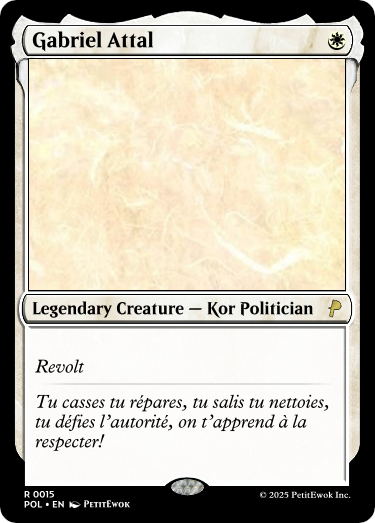 Gabriel Attal
Legendary Creature — Kor Politician
Revolt
Tu casses tu répares, tu salis tu nettoies,
tu défies l'autorité, on t'apprend à la
respecter!
R 0015
POL • EN PetitEwok
© 2025 PetitEwok Inc.